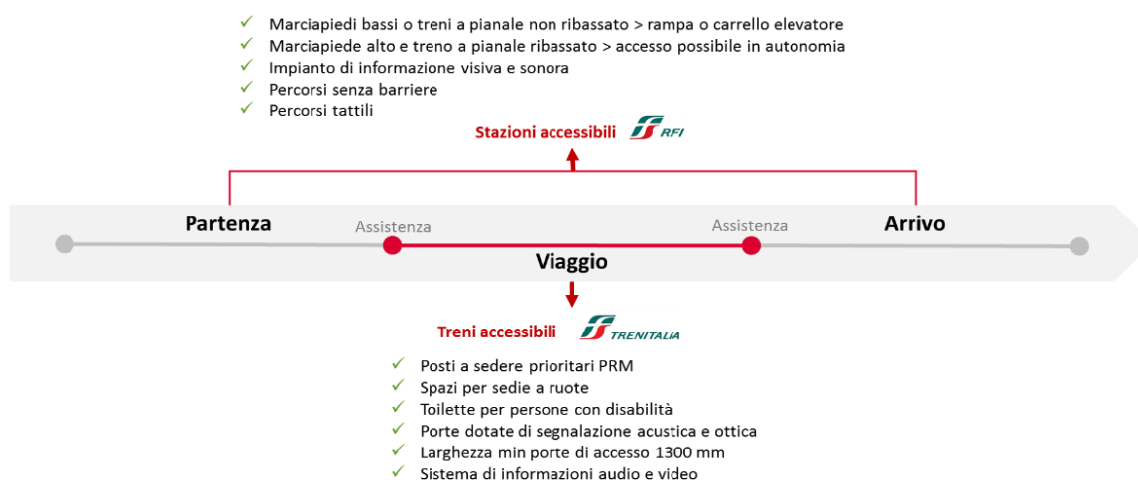 Marciapiedi bassi o treni a pianale non ribassato > rampa o carrello elevatore
Marciapiede alto e treno a pianale ribassato > accesso possibile in autonomia
Impianto di informazione visiva e sonora
Percorsi senza barriere
Percorsi tattili
Stazioni accessibili RFI
Partenza Assistenza Assistenza Arrivo
Viaggio
Treni accessibili TRENITALIA
Posti a sedere prioritari PRM
Spazi per sedie a ruote
Toilette per persone con disabilità
Porte dotate di segnalazione acustica e ottica
Larghezza min porte di accesso 1300 mm
Sistema di informazioni audio e video